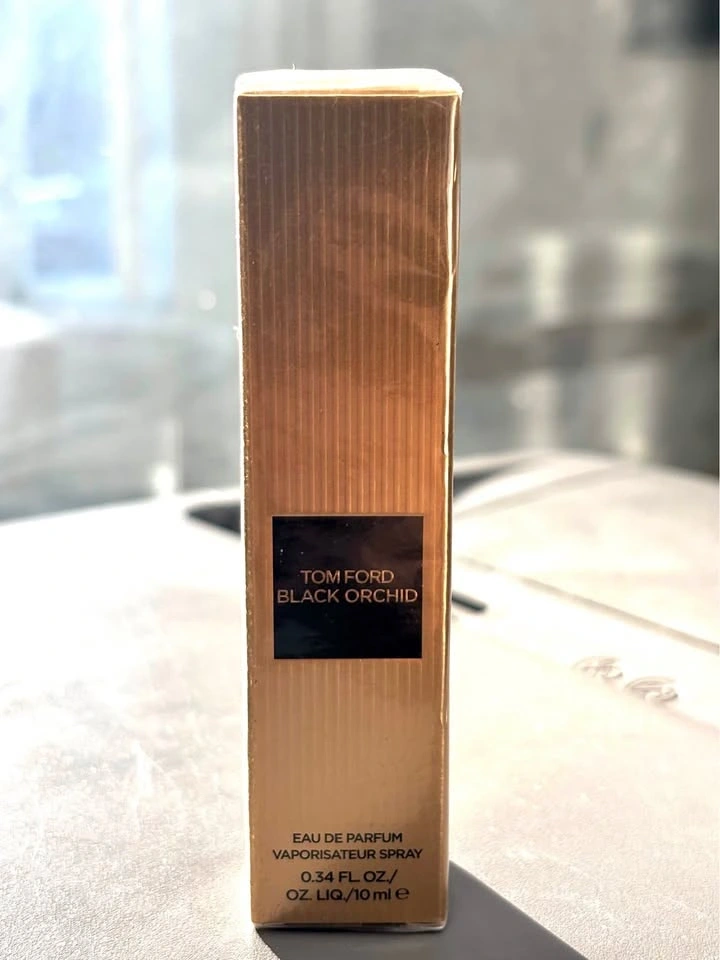 TOM FORD
BLACK ORCHID
EAU DE PARFUM
VAPORISATEUR SPRAY
0.34 FL. OZ./
OZ. LIQ./10 ml ℮